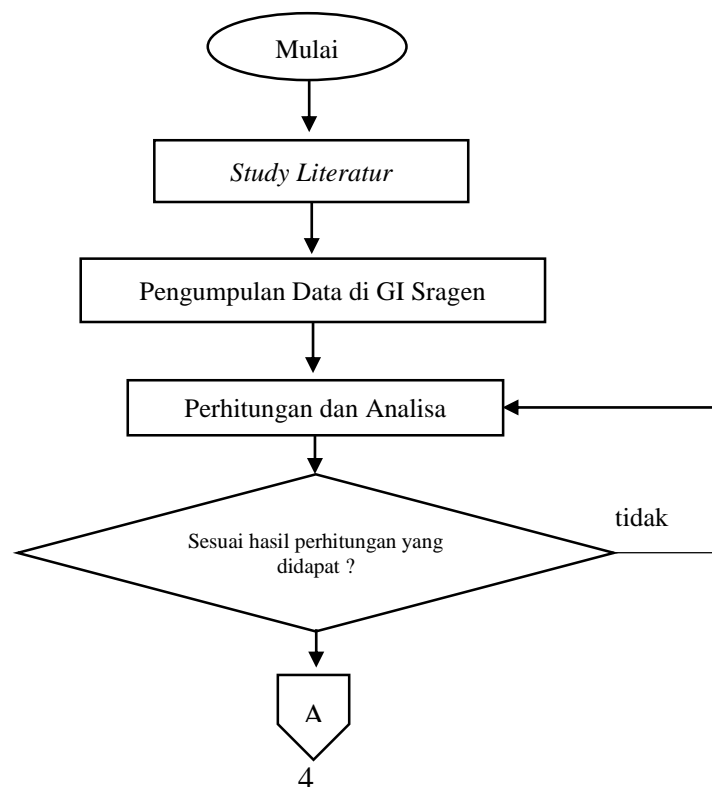 Mulai
Study Literatur
Pengumpulan Data di GI Sragen
Perhitungan dan Analisa
tidak
Sesuai hasil perhitungan yang
didapat ?
A
4